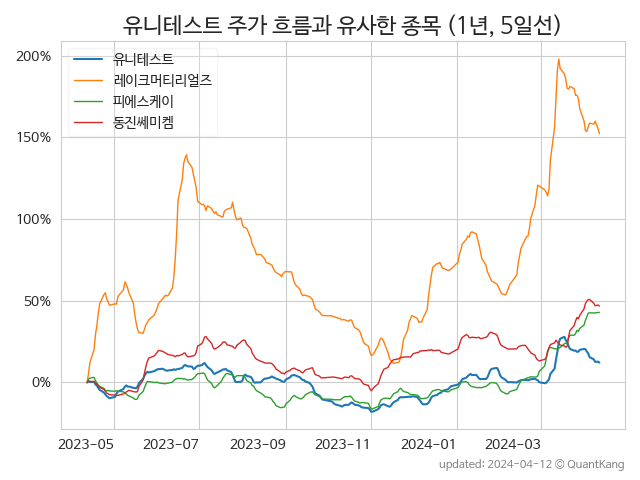 유니테스트 주가 흐름과 유사한 종목 (1년, 5일선)
유니테스트
레이크머티리얼즈
피에스케이
동진쎄미켐
200%
150%
100%
50%
0%
2023-05 2023-07 2023-09 2023-11 2024-01 2024-03
updated: 2024-04-12 © QuantKang